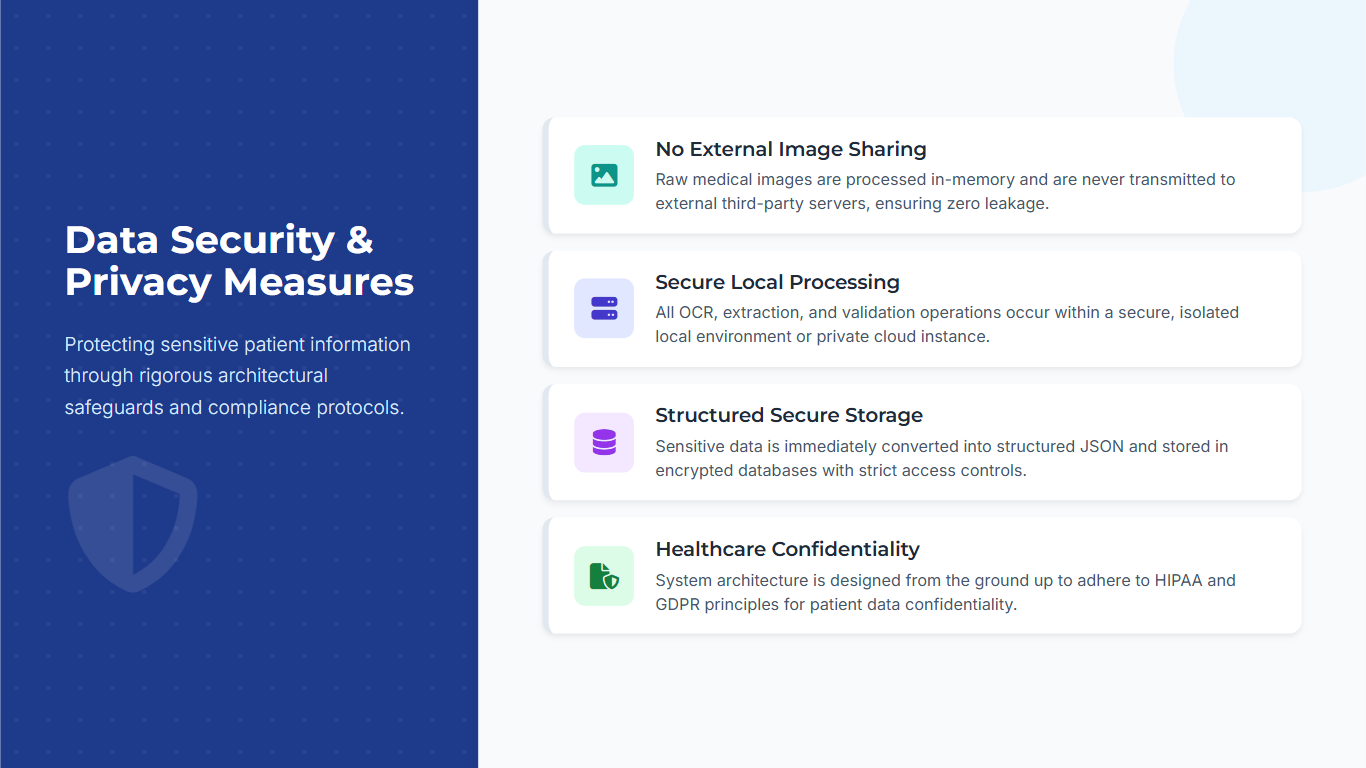 Data Security &
Privacy Measures
Protecting sensitive patient information
through rigorous architectural
safeguards and compliance protocols.
No External Image Sharing
Raw medical images are processed in-memory and are never transmitted to
external third-party servers, ensuring zero leakage.
Secure Local Processing
All OCR, extraction, and validation operations occur within a secure, isolated
local environment or private cloud instance.
Structured Secure Storage
Sensitive data is immediately converted into structured JSON and stored in
encrypted databases with strict access controls.
Healthcare Confidentiality
System architecture is designed from the ground up to adhere to HIPAA and
GDPR principles for patient data confidentiality.